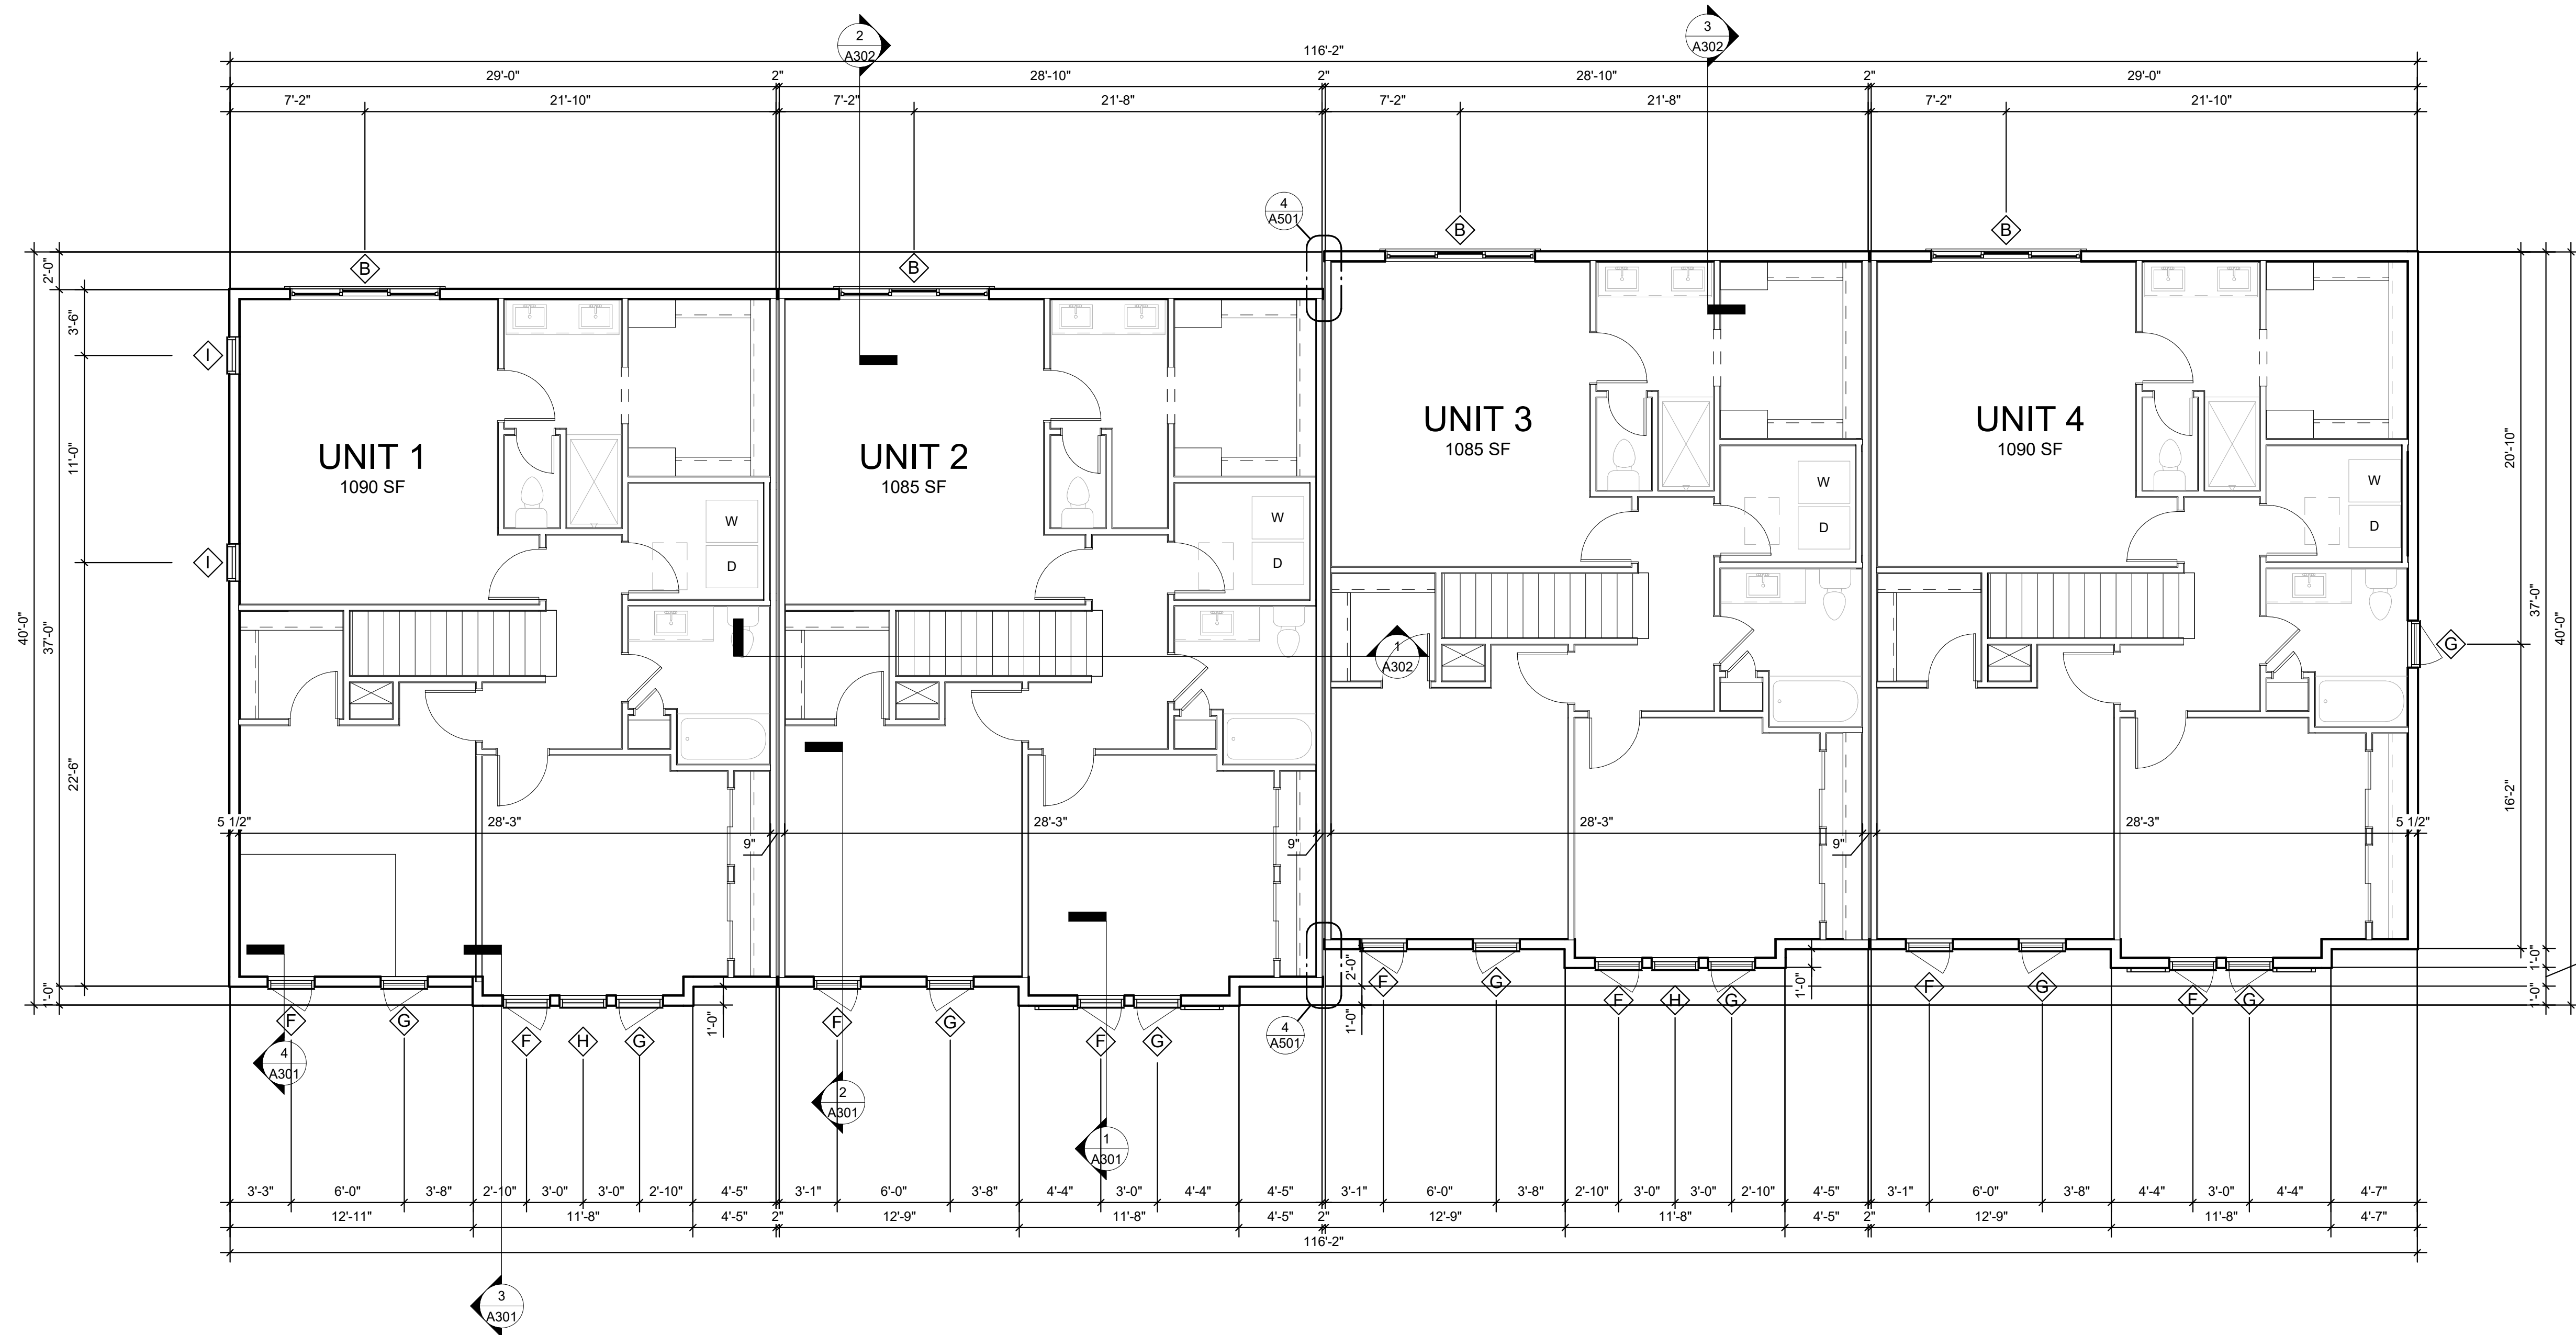 2
A302
3
A302
116'-2"
29'-0" 2" 28'-10" 2" 28'-10" 2" 29'-0"
7'-2" 21'-10" 7'-2" 21'-8" 7'-2" 21'-8" 7'-2" 21'-10"
4
A501
B B B B
2'-0"
3'-6"
I
11'-0"
I
40'-0"
37'-0"
22'-6"
1'-0"
UNIT 1
1090 SF
UNIT 2
1085 SF
UNIT 3
1085 SF
UNIT 4
1090 SF
W
D
W
D
W
D
W
D
1
A302
G
20'-10"
37'-0"
40'-0"
16'-2"
1'-0"
1'-0"
5 1/2" 28'-3" 28'-3" 28'-3" 28'-3" 5 1/2"
9" 9" 9"
2'-0"
1'-0"
1'-0"
1'-0"
F G F H G F G F G F G F H G F G F G
4
A301
2
A301
1
A301
4
A501
3'-3" 6'-0" 3'-8" 2'-10" 3'-0" 3'-0" 2'-10" 4'-5" 3'-1" 6'-0" 3'-8" 4'-4" 3'-0" 4'-4" 4'-5" 3'-1" 6'-0" 3'-8" 2'-10" 3'-0" 3'-0" 2'-10" 4'-5" 3'-1" 6'-0" 3'-8" 4'-4" 3'-0" 4'-4" 4'-7"
12'-11" 11'-8" 4'-5" 2" 12'-9" 11'-8" 4'-5" 2" 12'-9" 11'-8" 4'-5" 2" 12'-9" 11'-8" 4'-7"
116'-2"
3
A301